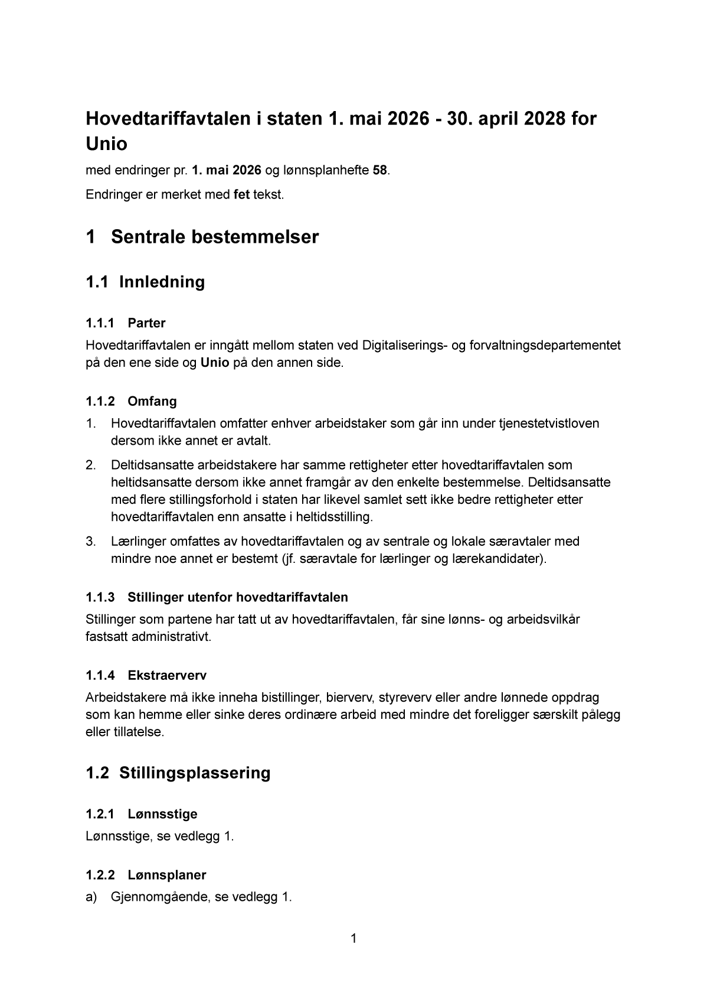 Hovedtariffavtalen i staten 1. mai 2026 - 30. april 2028 for
Unio
med endringer pr. 1. mai 2026 og lønnsplanhefte 58.
Endringer er merket med fet tekst.
1 Sentrale bestemmelser
1.1 Innledning
1.1.1 Parter
Hovedtariffavtalen er inngått mellom staten ved Digitaliserings- og forvaltningsdepartementet
på den ene side og Unio på den annen side.
1.1.2 Omfang
1. Hovedtariffavtalen omfatter enhver arbeidstaker som går inn under tjenestetvistloven
dersom ikke annet er avtalt.
2. Deltidsansatte arbeidstakere har samme rettigheter etter hovedtariffavtalen som
heltidsansatte dersom ikke annet framgår av den enkelte bestemmelse. Deltidsansatte
med flere stillingsforhold i staten har likevel samlet sett ikke bedre rettigheter etter
hovedtariffavtalen enn ansatte i heltidsstilling.
3. Lærlinger omfattes av hovedtariffavtalen og av sentrale og lokale særavtaler med
mindre noe annet er bestemt (jf. særavtale for lærlinger og lærekandidater).
1.1.3 Stillinger utenfor hovedtariffavtalen
Stillinger som partene har tatt ut av hovedtariffavtalen, får sine lønns- og arbeidsvilkår
fastsatt administrativt.
1.1.4 Ekstraerverv
Arbeidstakere må ikke inneha bistillinger, bierverv, styreverv eller andre lønnede oppdrag
som kan hemme eller sinke deres ordinære arbeid med mindre det foreligger særskilt pålegg
eller tillatelse.
1.2 Stillingsplassering
1.2.1 Lønnsstige
Lønnsstige, se vedlegg 1.
1.2.2 Lønnsplaner
a) Gjennomgående, se vedlegg 1.
1